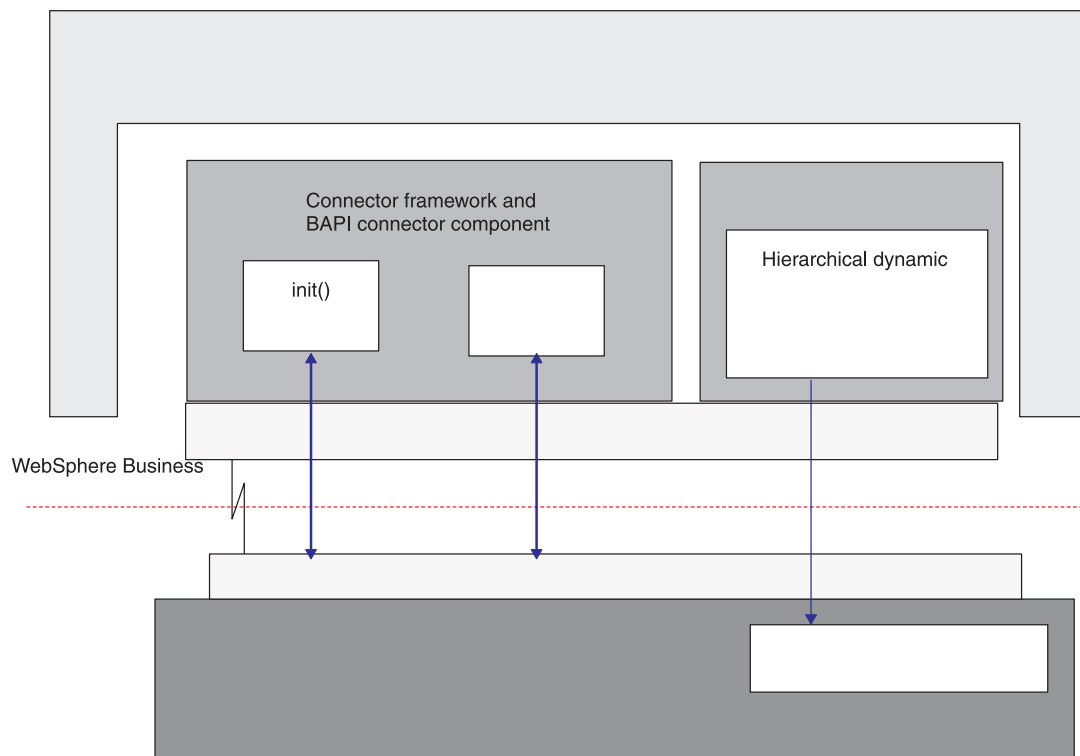 Connector framework and
BAPI connector component
init()
Hierarchical dynamic
WebSphere Business